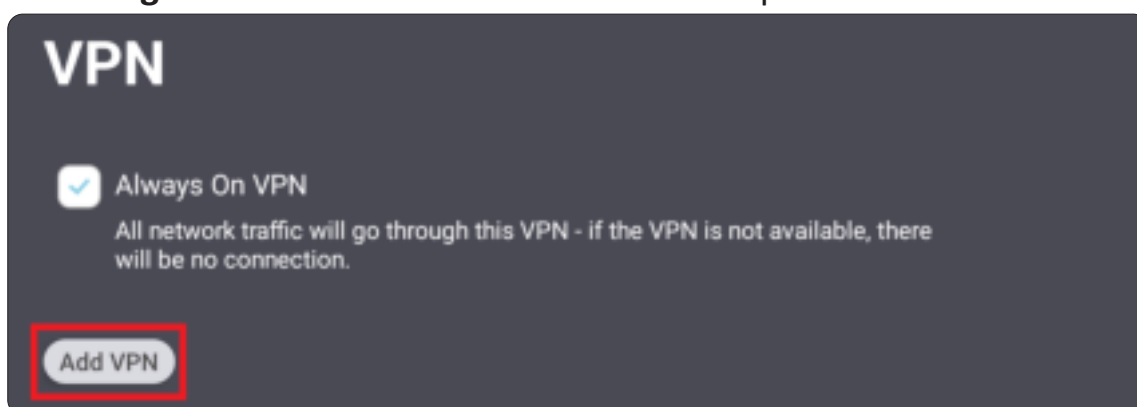 VPN
Always On VPN
All network traffic will go through this VPN - if the VPN is not available, there
will be no connection.
Add VPN